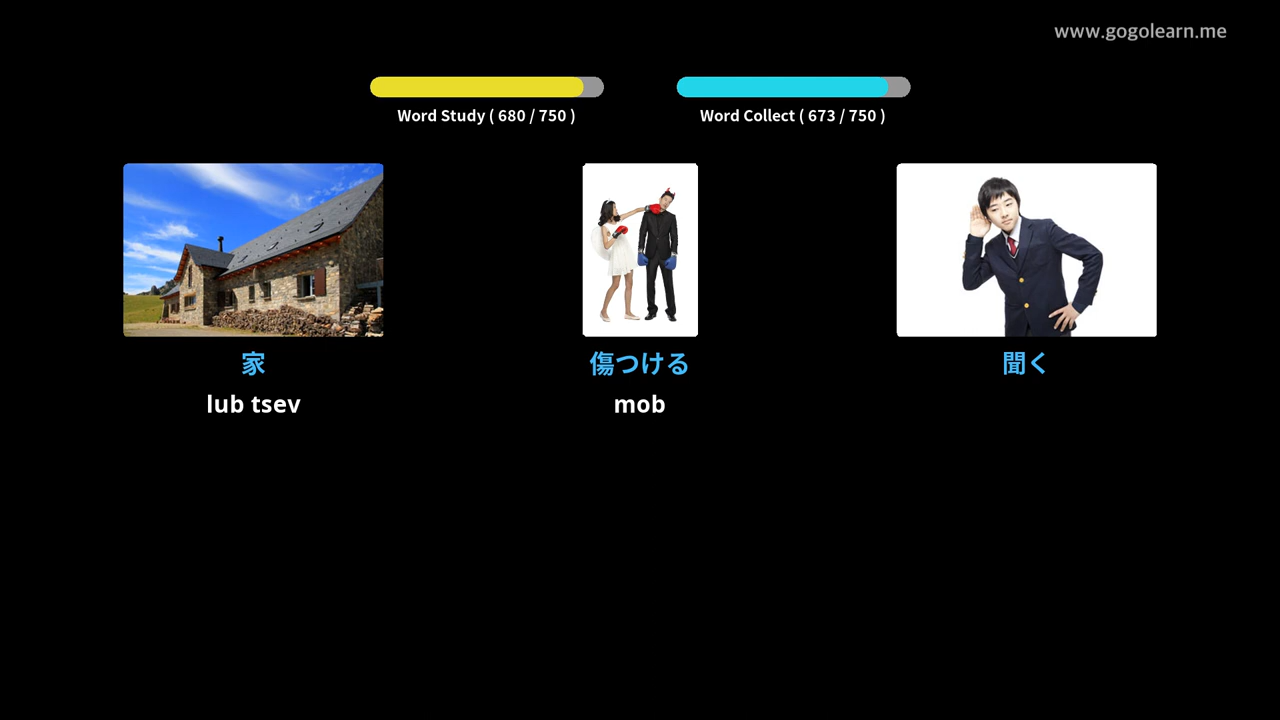 www.gogolearn.me
Word Study ( 680 / 750 )
Word Collect ( 673 / 750 )
家
傷つける
聞く
lub tsev
mob